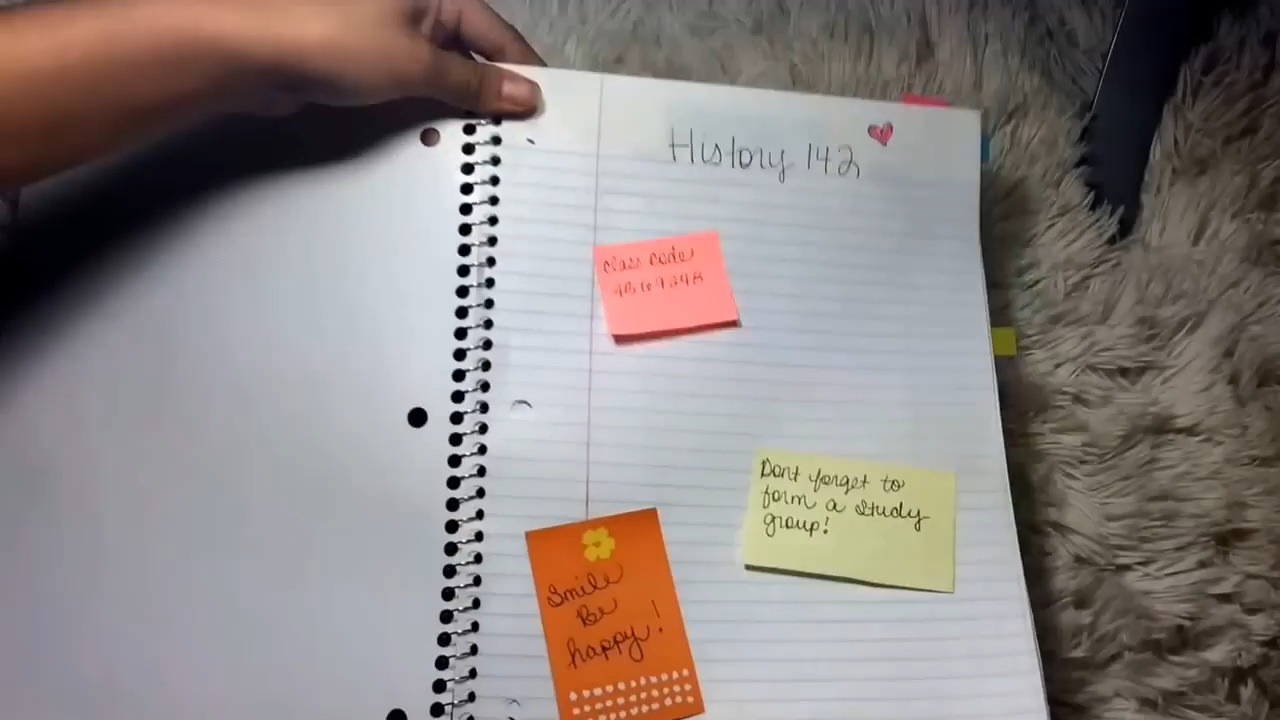 History 142
Class Code
Dont forget to
form a study
group!
Smile
Be
happy!